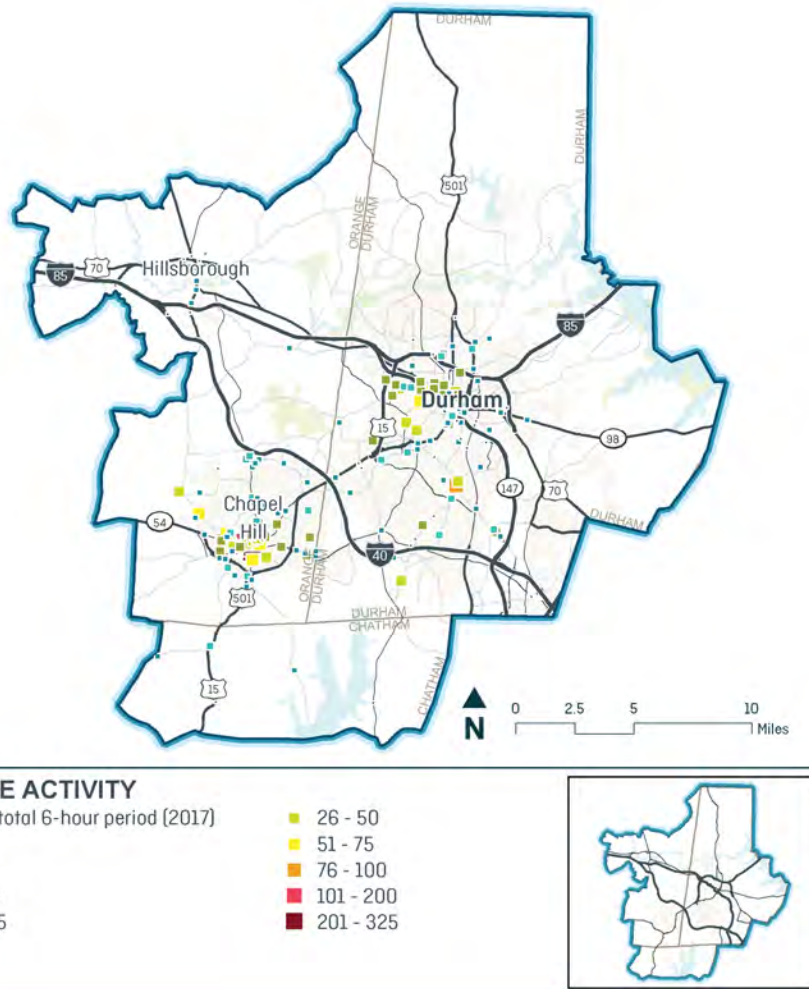 DURHAM
DURHAM
501
ORANGE
DURHAM
70
85
Hillsborough
85
Durham
15
98
147
70
Chapel
Hill
54
DURHAM
40
ORANGE
DURHAM
501
DURHAM
CHATHAM
CHATHAM
15
N
0 2.5 5 10
Miles
E ACTIVITY
total 6-hour period (2017)
5
26 - 50
51 - 75
76 - 100
101 - 200
201 - 325